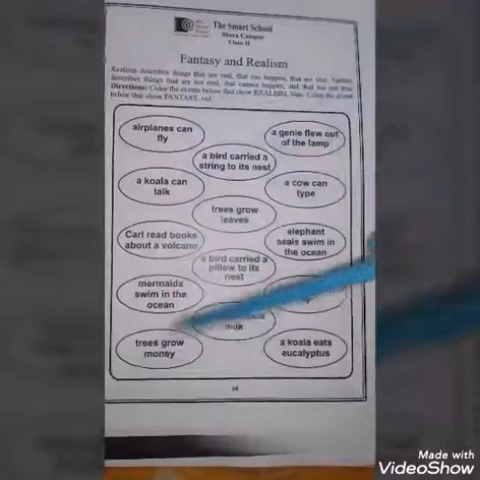 The Smart School
Campus
Class II
Fantasy and Realism
Realism describes things that are real, that can happen, that are true. Fantasy
describes things that are not real, that cannot happen, and that are not true.
Directions: Color the events below that show REALISM, blue. Color the events
below that show FANTASY, red.
airplanes can
fly
a genie flew out
of the lamp
a bird carried a
string to its nest
a koala can
talk
a cow can
type
trees grow
leaves
Carl read books
about a volcano
elephant
seals swim in
the ocean
a bird carried a
pillow to its
nest
mermaids
swim in the
ocean
milk
trees grow
money
a koala eats
eucalyptus
Made with
VideoShow